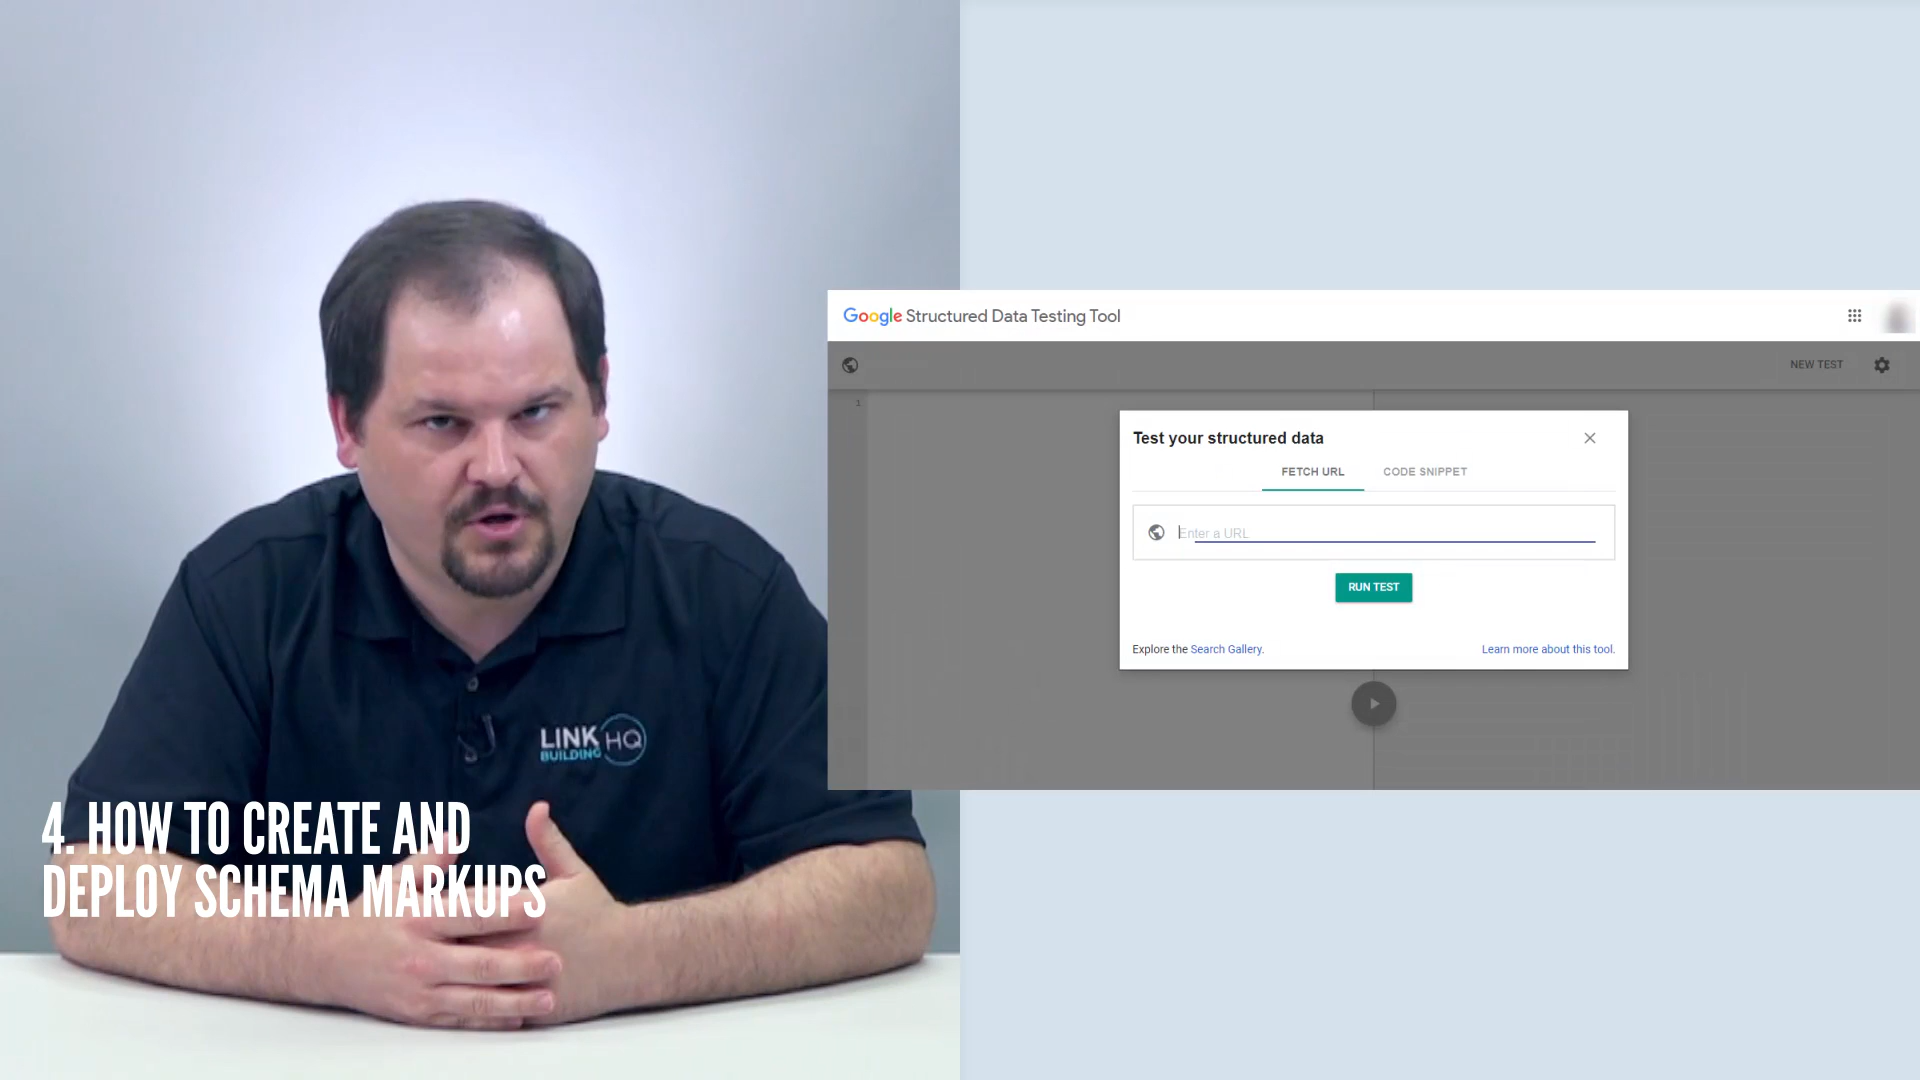 Google Structured Data Testing Tool
NEW TEST
1
Test your structured data
FETCH URL CODE SNIPPET
Enter a URL
RUN TEST
Explore the Search Gallery. Learn more about this tool.
LINK
BUILDING HQ
4. HOW TO CREATE AND
DEPLOY SCHEMA MARKUPS